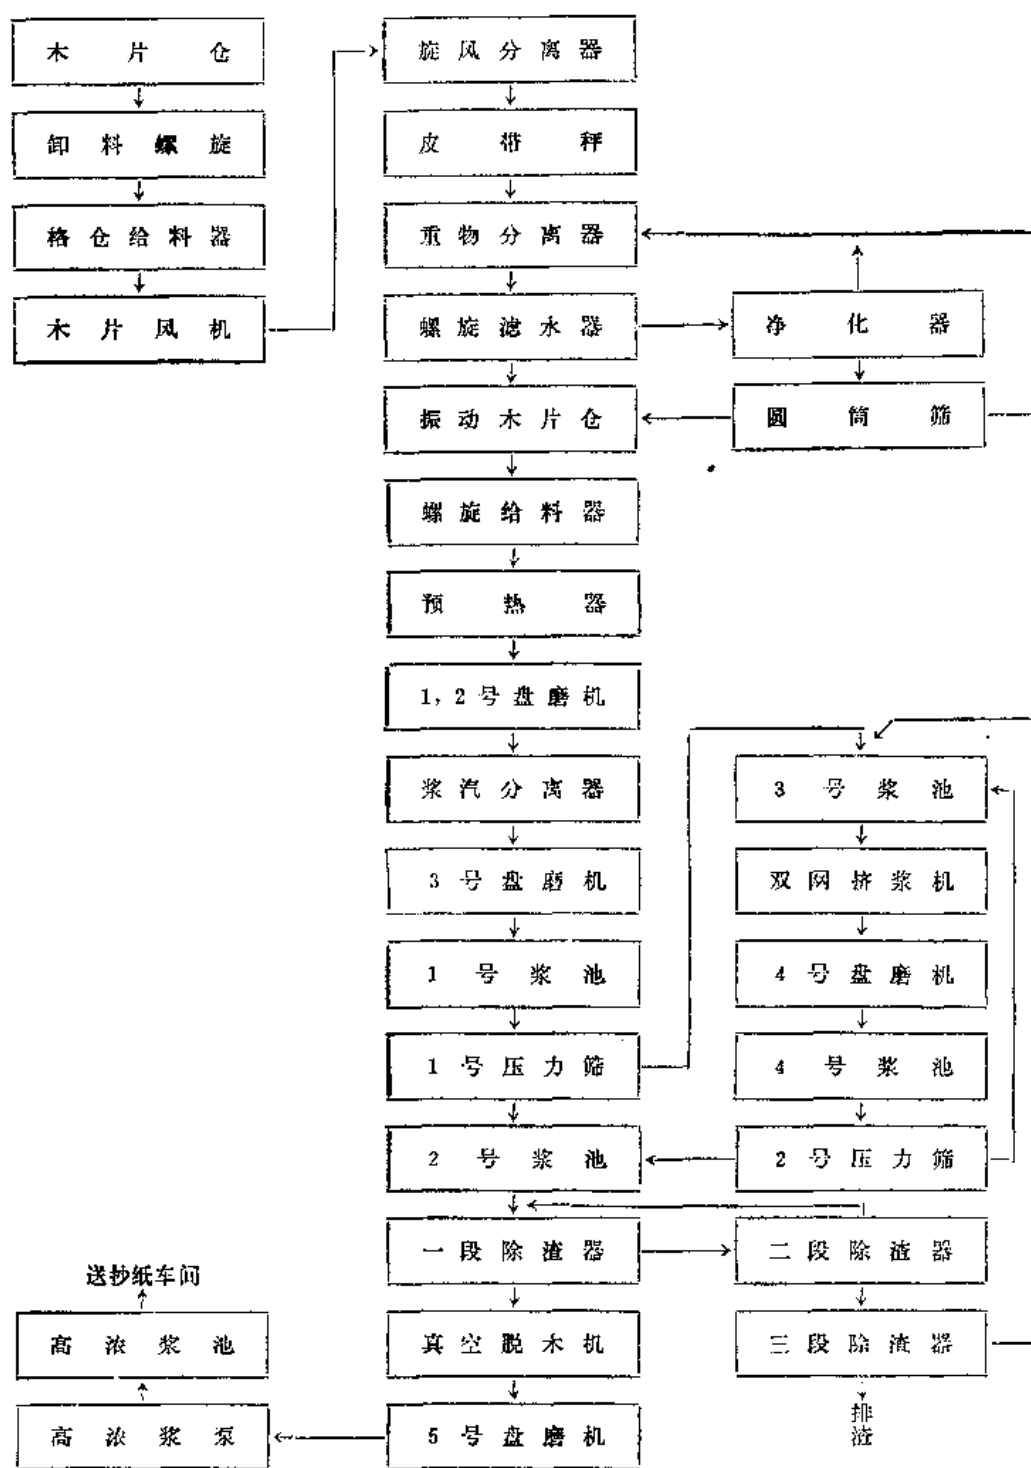 木片仓
卸料螺旋
格仓给料器
木片风机
旋风分离器
皮带秤
重物分离器
螺旋滤水器
净化器
振动木片仓
圆筒筛
螺旋给料器
预热器
1,2号盘磨机
浆汽分离器
3号盘磨机
1号浆池
1号压力筛
2号浆池
3号浆池
双网挤浆机
4号盘磨机
4号浆池
2号压力筛
一段除渣器
二段除渣器
真空脱水机
三段除渣器
排渣
5号盘磨机
高浓浆泵
高浓浆池
送抄纸车间